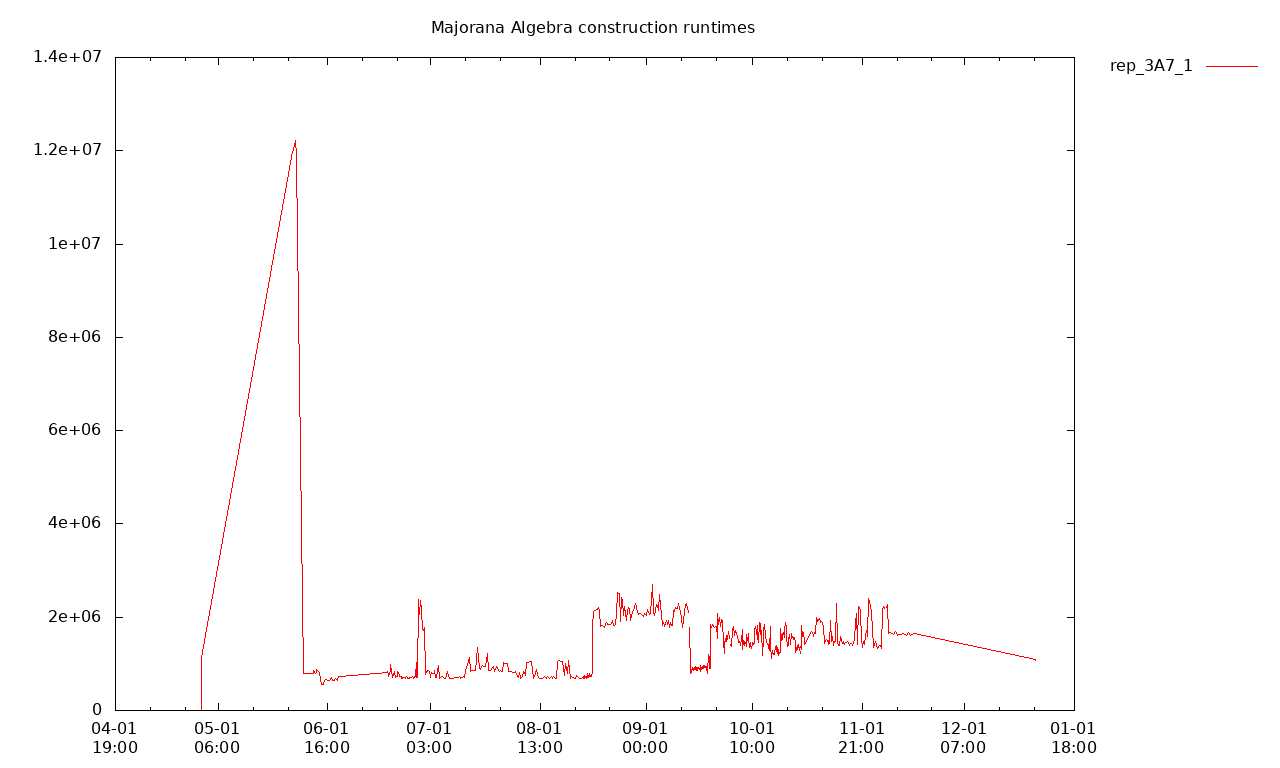 Majorana Algebra construction runtimes
rep_3A7_1
1.4e+07
1.2e+07
1e+07
8e+06
6e+06
4e+06
2e+06
0
04-01 05-01 06-01 07-01 08-01 09-01 10-01 11-01 12-01 01-01
19:00 06:00 16:00 03:00 13:00 00:00 10:00 21:00 07:00 18:00